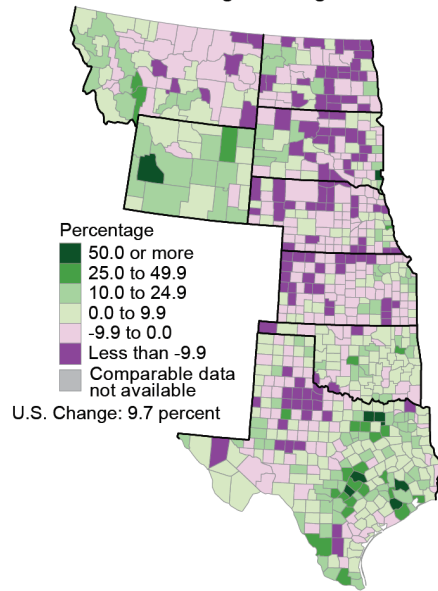 Percentage
50.0 or more
25.0 to 49.9
10.0 to 24.9
0.0 to 9.9
-9.9 to 0.0
Less than -9.9
Comparable data
not available
U.S. Change: 9.7 percent